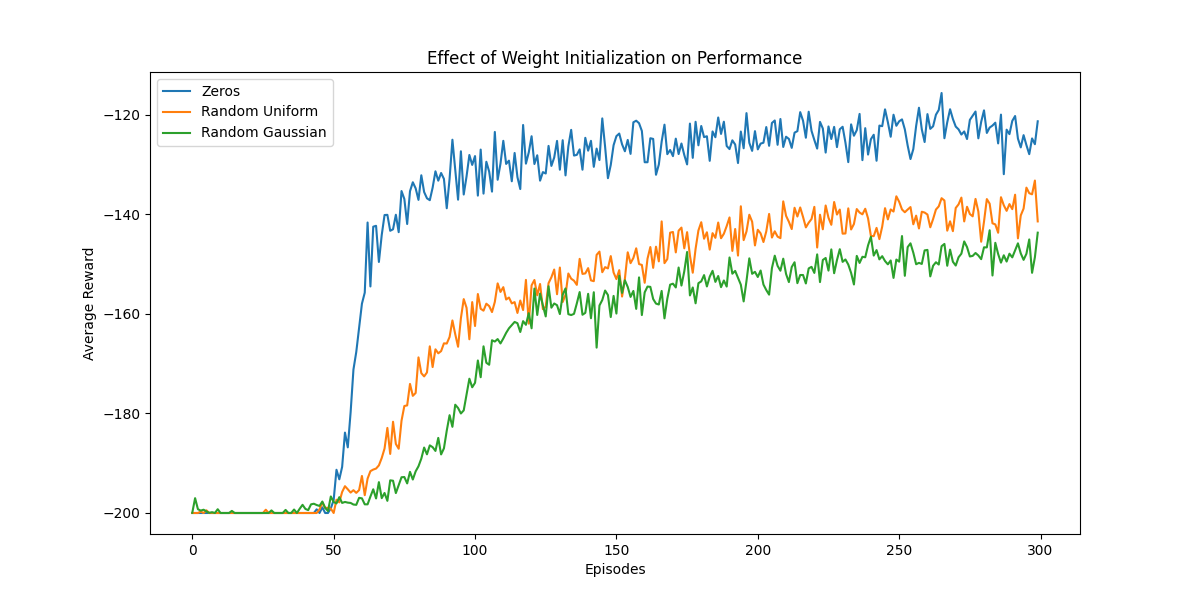 Effect of Weight Initialization on Performance
Zeros
Random Uniform
Random Gaussian
Average Reward
−120
−140
−160
−180
−200
0 50 100 150 200 250 300
Episodes